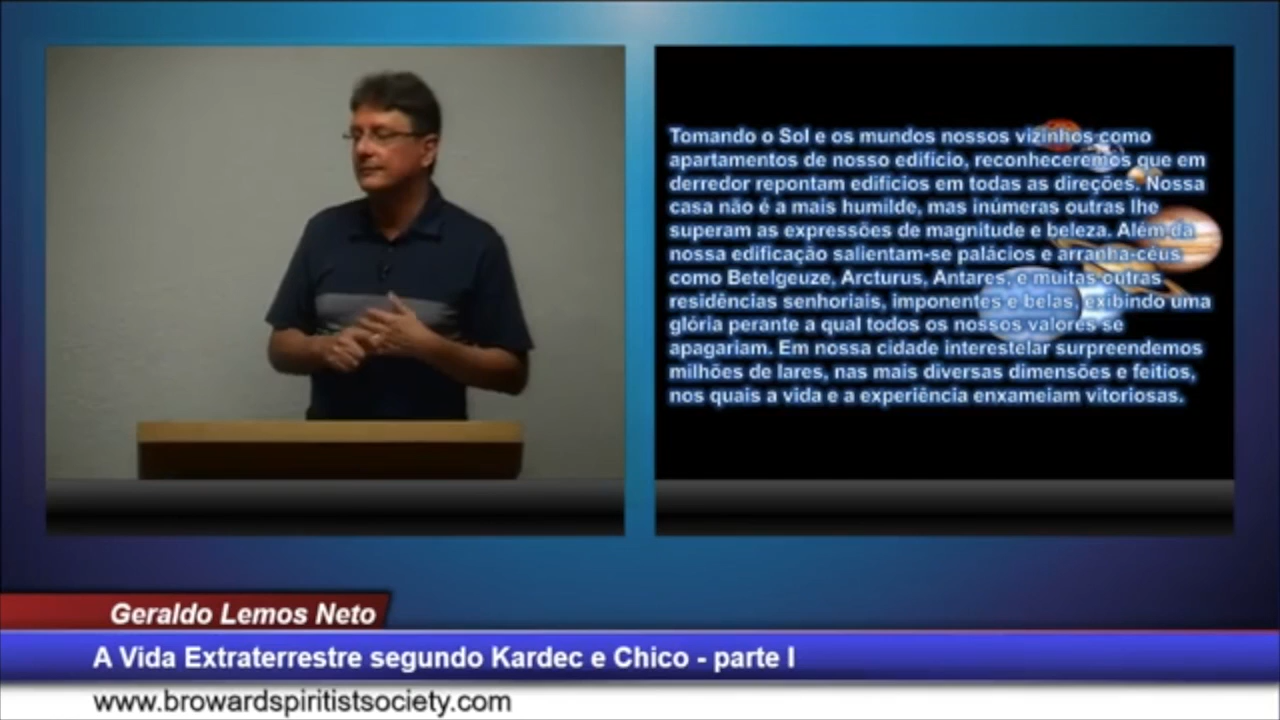 Tomando o Sol e os mundos nossos vizinhos como
apartamentos de nosso edifício, reconheceremos que em
derredor repontam edifícios em todas as direções. Nossa
casa não é a mais humilde, mas inúmeras outras lhe
superam as expressões de magnitude e beleza. Além da
nossa edificação salientam-se palácios e arranha-céus
como Betelgeuze, Arcturus, Antares, e muitas outras
residências senhoriais, imponentes e belas, exibindo uma
glória perante a qual todos os nossos valores se
apagariam. Em nossa cidade interestelar surpreendemos
milhões de lares, nas mais diversas dimensões e feitios,
nos quais a vida e a experiência enxameiam vitoriosas.
Geraldo Lemos Neto
A Vida Extraterrestre segundo Kardec e Chico - parte I
www.browardspiritistsociety.com